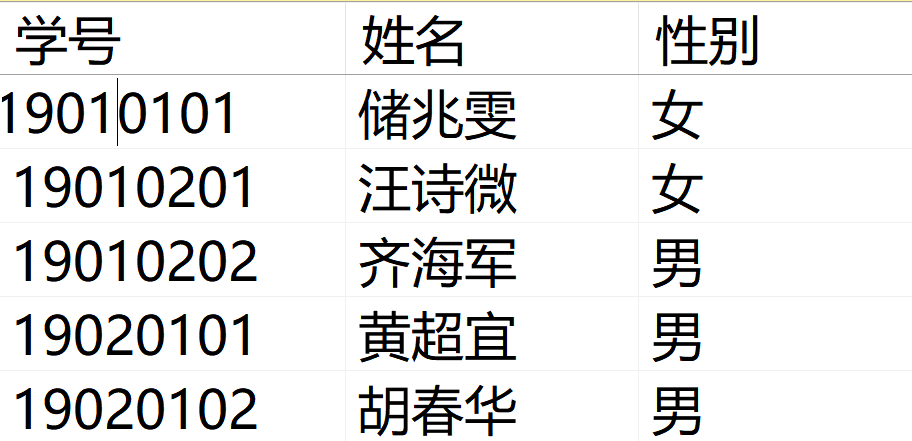 学号 姓名 性别
19010101 储兆雯 女
19010201 汪诗微 女
19010202 齐海军 男
19020101 黄超宜 男
19020102 胡春华 男